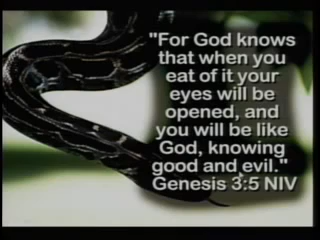 "For God knows
that when you
eat of it your
eyes will be
opened, and
you will be like
God, knowing
good and evil."
Genesis 3:5 NIV